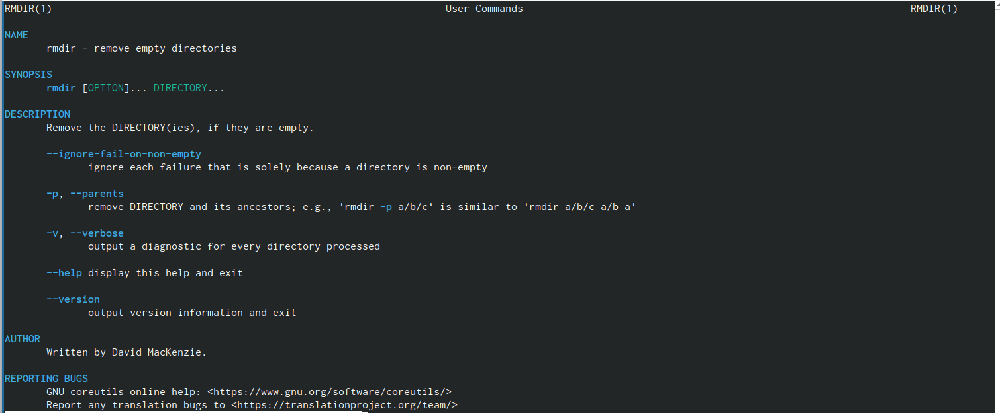 RMDIR(1) User Commands RMDIR(1)
NAME
rmdir - remove empty directories
SYNOPSIS
rmdir [OPTION]... DIRECTORY...
DESCRIPTION
Remove the DIRECTORY(ies), if they are empty.
--ignore-fail-on-non-empty
ignore each failure that is solely because a directory is non-empty
-p, --parents
remove DIRECTORY and its ancestors; e.g., 'rmdir -p a/b/c' is similar to 'rmdir a/b/c a/b a'
-v, --verbose
output a diagnostic for every directory processed
--help display this help and exit
--version
output version information and exit
AUTHOR
Written by David MacKenzie.
REPORTING BUGS
GNU coreutils online help: <https://www.gnu.org/software/coreutils/>
Report any translation bugs to <https://translationproject.org/team/>